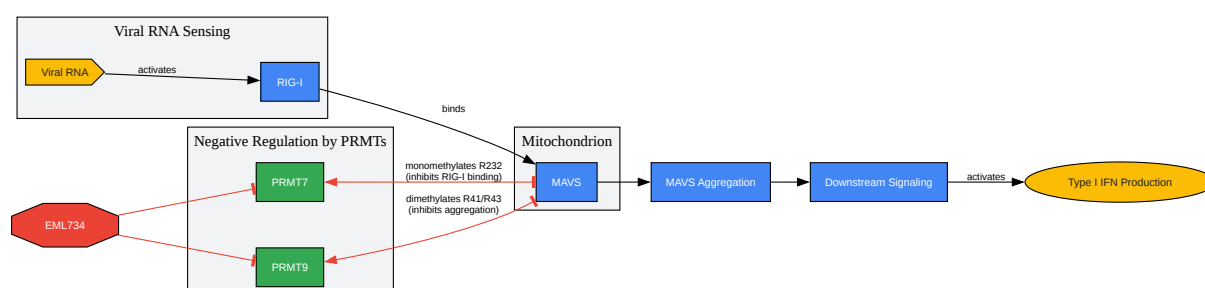 Viral RNA Sensing
Viral RNA
activates
RIG-I
binds
Negative Regulation by PRMTs
Mitochondrion
PRMT7
monomethylates R232
(inhibits RIG-I binding)
MAVS
MAVS Aggregation
Downstream Signaling
activates
Type I IFN Production
dimethylates R41/R43
(inhibits aggregation)
EML734
PRMT9